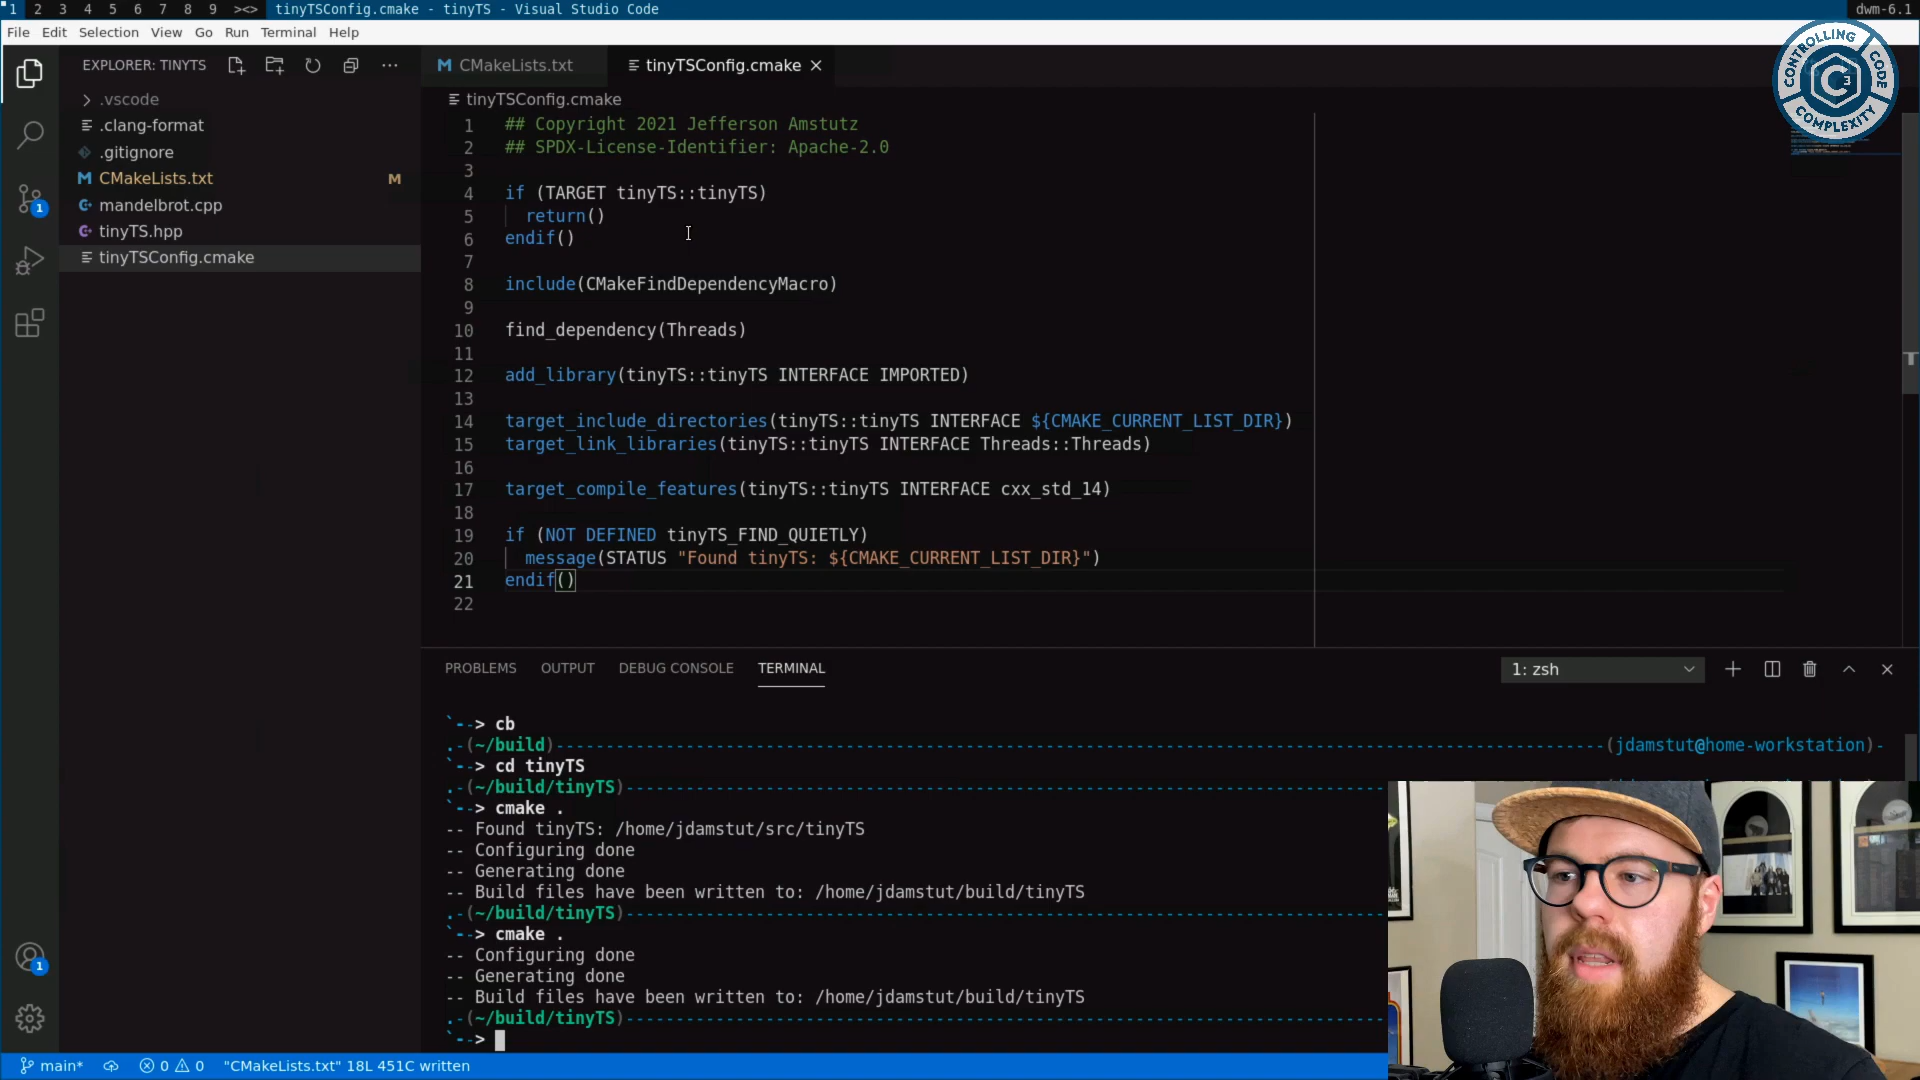 1 2 3 4 5 6 7 8 9 ><> tinyTSConfig.cmake - tinyTS - Visual Studio Code dwm-6.1
File Edit Selection View Go Run Terminal Help
CONTROLLING CODE COMPLEXITY
C3
EXPLORER: TINYTS
CMakeLists.txt tinyTSConfig.cmake
.vscode
.clang-format
.gitignore
CMakeLists.txt M
mandelbrot.cpp
tinyTS.hpp
tinyTSConfig.cmake
1
1
tinyTSConfig.cmake
1 ## Copyright 2021 Jefferson Amstutz
2 ## SPDX-License-Identifier: Apache-2.0
3
4 if (TARGET tinyTS::tinyTS)
5 return()
6 endif()
7
8 include(CMakeFindDependencyMacro)
9
10 find_dependency(Threads)
11
12 add_library(tinyTS::tinyTS INTERFACE IMPORTED)
13
14 target_include_directories(tinyTS::tinyTS INTERFACE ${CMAKE_CURRENT_LIST_DIR})
15 target_link_libraries(tinyTS::tinyTS INTERFACE Threads::Threads)
16
17 target_compile_features(tinyTS::tinyTS INTERFACE cxx_std_14)
18
19 if (NOT DEFINED tinyTS_FIND_QUIETLY)
20 message(STATUS "Found tinyTS: ${CMAKE_CURRENT_LIST_DIR}")
21 endif()
22
PROBLEMS OUTPUT DEBUG CONSOLE TERMINAL 1: zsh
`--> cb
.-(~/build)-----(jdamstut@home-workstation)-
`--> cd tinyTS
.-(~/build/tinyTS)-----
`--> cmake .
-- Found tinyTS: /home/jdamstut/src/tinyTS
-- Configuring done
-- Generating done
-- Build files have been written to: /home/jdamstut/build/tinyTS
.-(~/build/tinyTS)-----
`--> cmake .
-- Configuring done
-- Generating done
-- Build files have been written to: /home/jdamstut/build/tinyTS
.-(~/build/tinyTS)-----
`-->
main* 0 0 "CMakeLists.txt" 18L 451C written